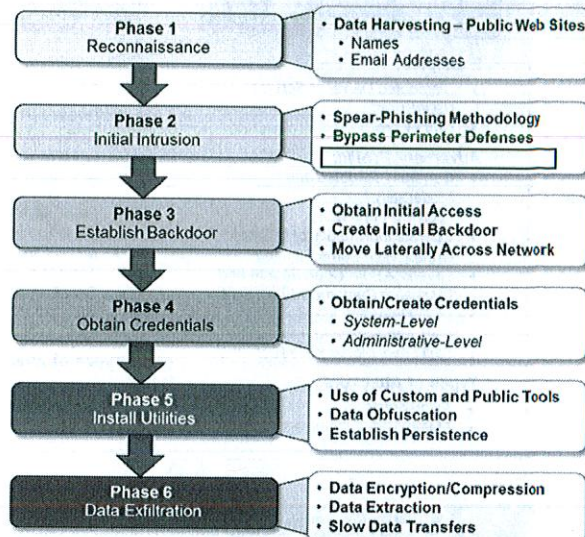 Phase 1
Reconnaissance
• Data Harvesting – Public Web Sites
• Names
• Email Addresses
Phase 2
Initial Intrusion
• Spear-Phishing Methodology
• Bypass Perimeter Defenses
Phase 3
Establish Backdoor
• Obtain Initial Access
• Create Initial Backdoor
• Move Laterally Across Network
Phase 4
Obtain Credentials
• Obtain/Create Credentials
• System-Level
• Administrative-Level
Phase 5
Install Utilities
• Use of Custom and Public Tools
• Data Obfuscation
• Establish Persistence
Phase 6
Data Exfiltration
• Data Encryption/Compression
• Data Extraction
• Slow Data Transfers